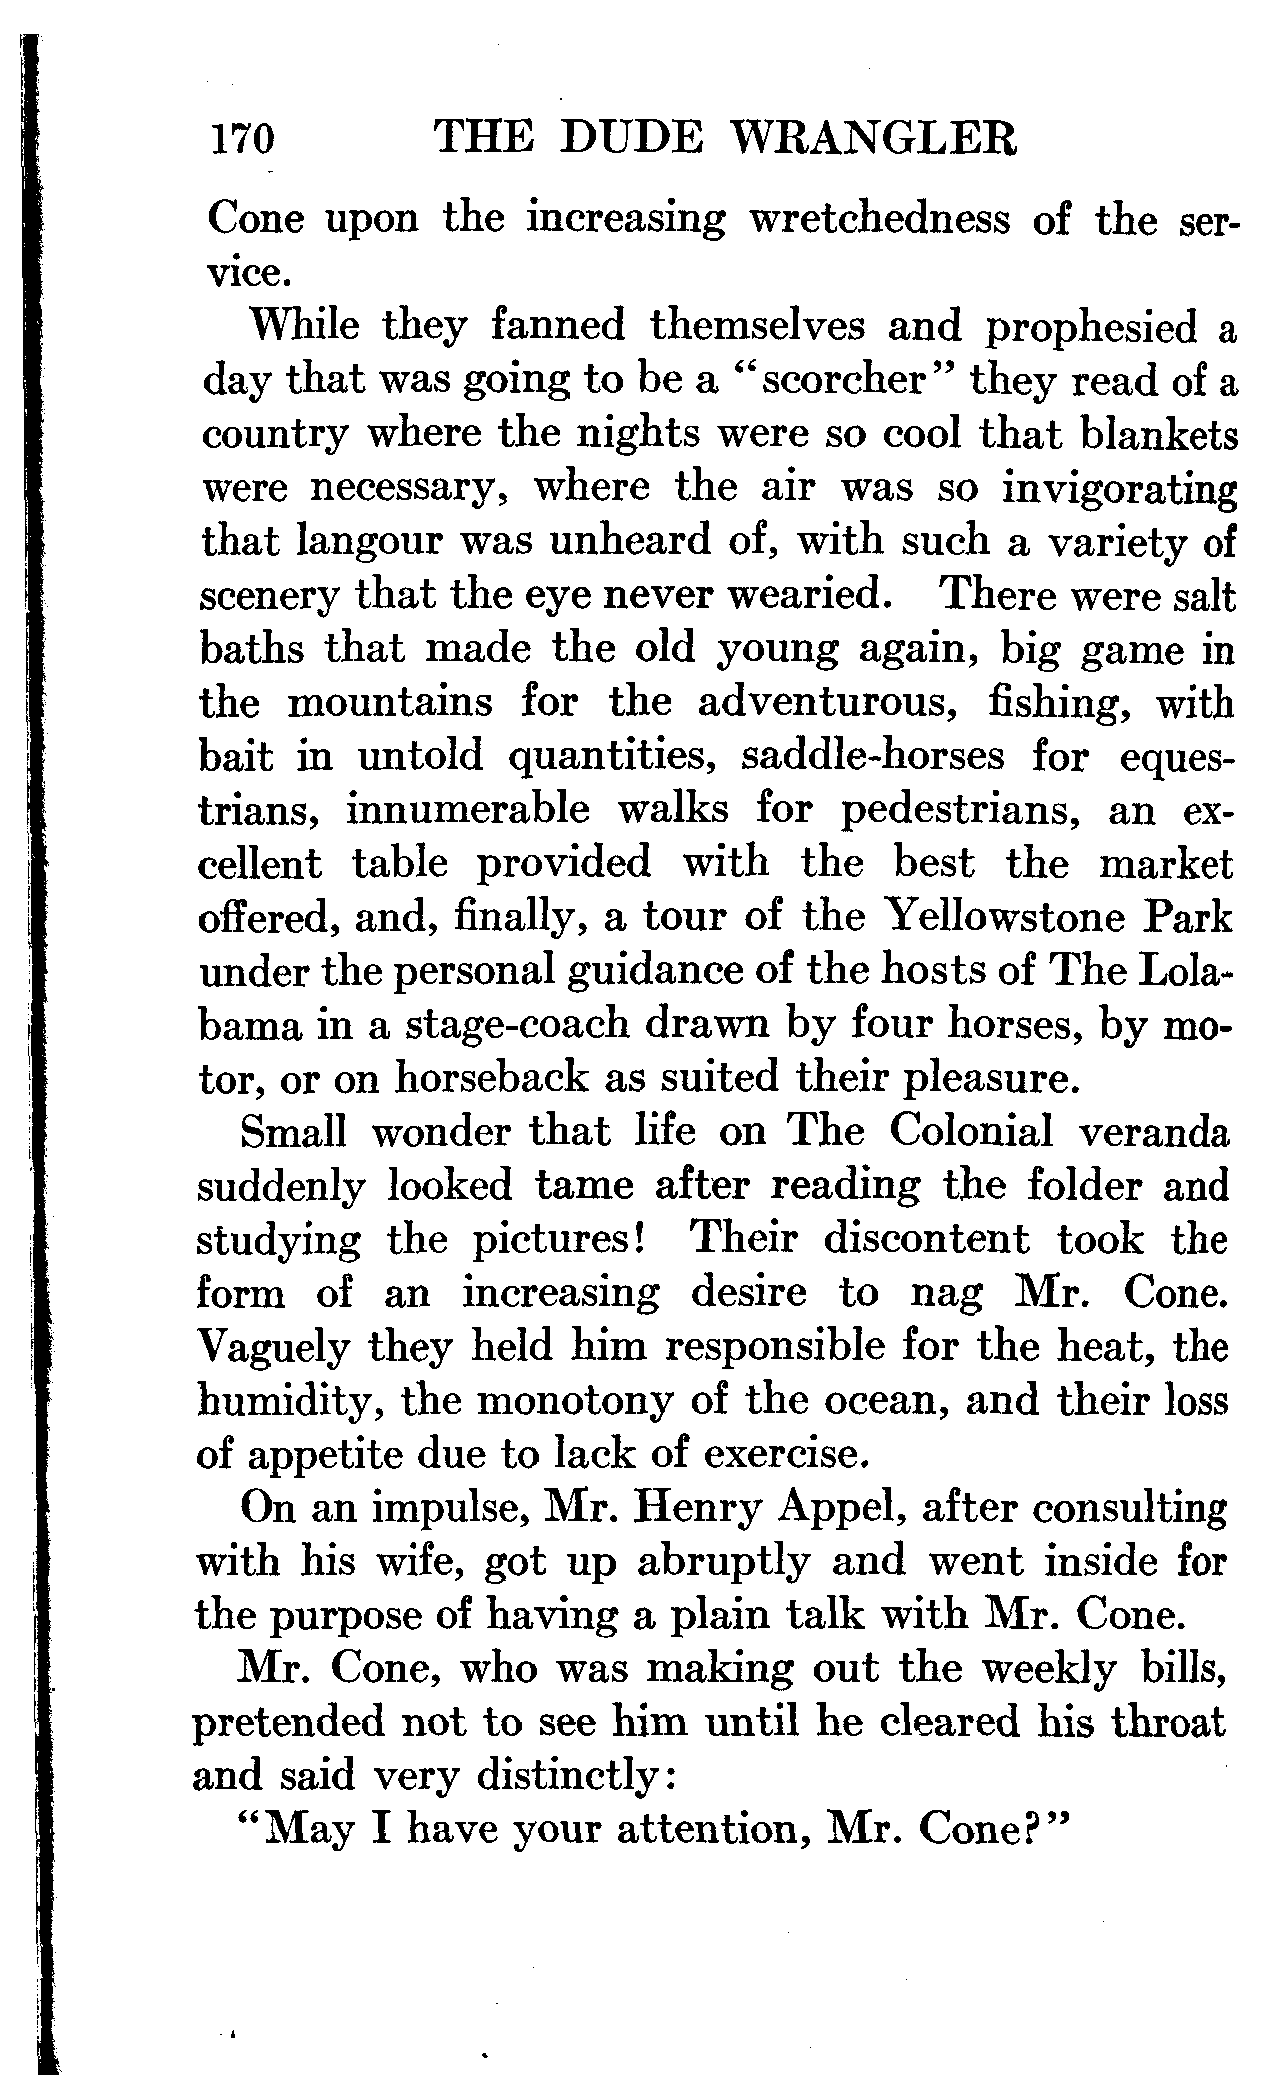 170 THE DUDE WRANGLER
Cone upon the increasing wretchedness of the ser-
vice.
While they fanned themselves and prophesied a
day that was going to be a "scorcher" they read of a
country where the nights were so cool that blankets
were necessary, where the air was so invigorating
that langour was unheard of, with such a variety of
scenery that the eye never wearied. There were salt
baths that made the old young again, big game in
the mountains for the adventurous, fishing, with
bait in untold quantities, saddle-horses for eques-
trians, innumerable walks for pedestrians, an ex-
cellent table provided with the best the market
offered, and, finally, a tour of the Yellowstone Park
under the personal guidance of the hosts of The Lola-
bama in a stage-coach drawn by four horses, by mo-
tor, or on horseback as suited their pleasure.
Small wonder that life on The Colonial veranda
suddenly looked tame after reading the folder and
studying the pictures! Their discontent took the
form of an increasing desire to nag Mr. Cone.
Vaguely they held him responsible for the heat, the
humidity, the monotony of the ocean, and their loss
of appetite due to lack of exercise.
On an impulse, Mr. Henry Appel, after consulting
with his wife, got up abruptly and went inside for
the purpose of having a plain talk with Mr. Cone.
Mr. Cone, who was making out the weekly bills,
pretended not to see him until he cleared his throat
and said very distinctly:
"May I have your attention, Mr. Cone?"